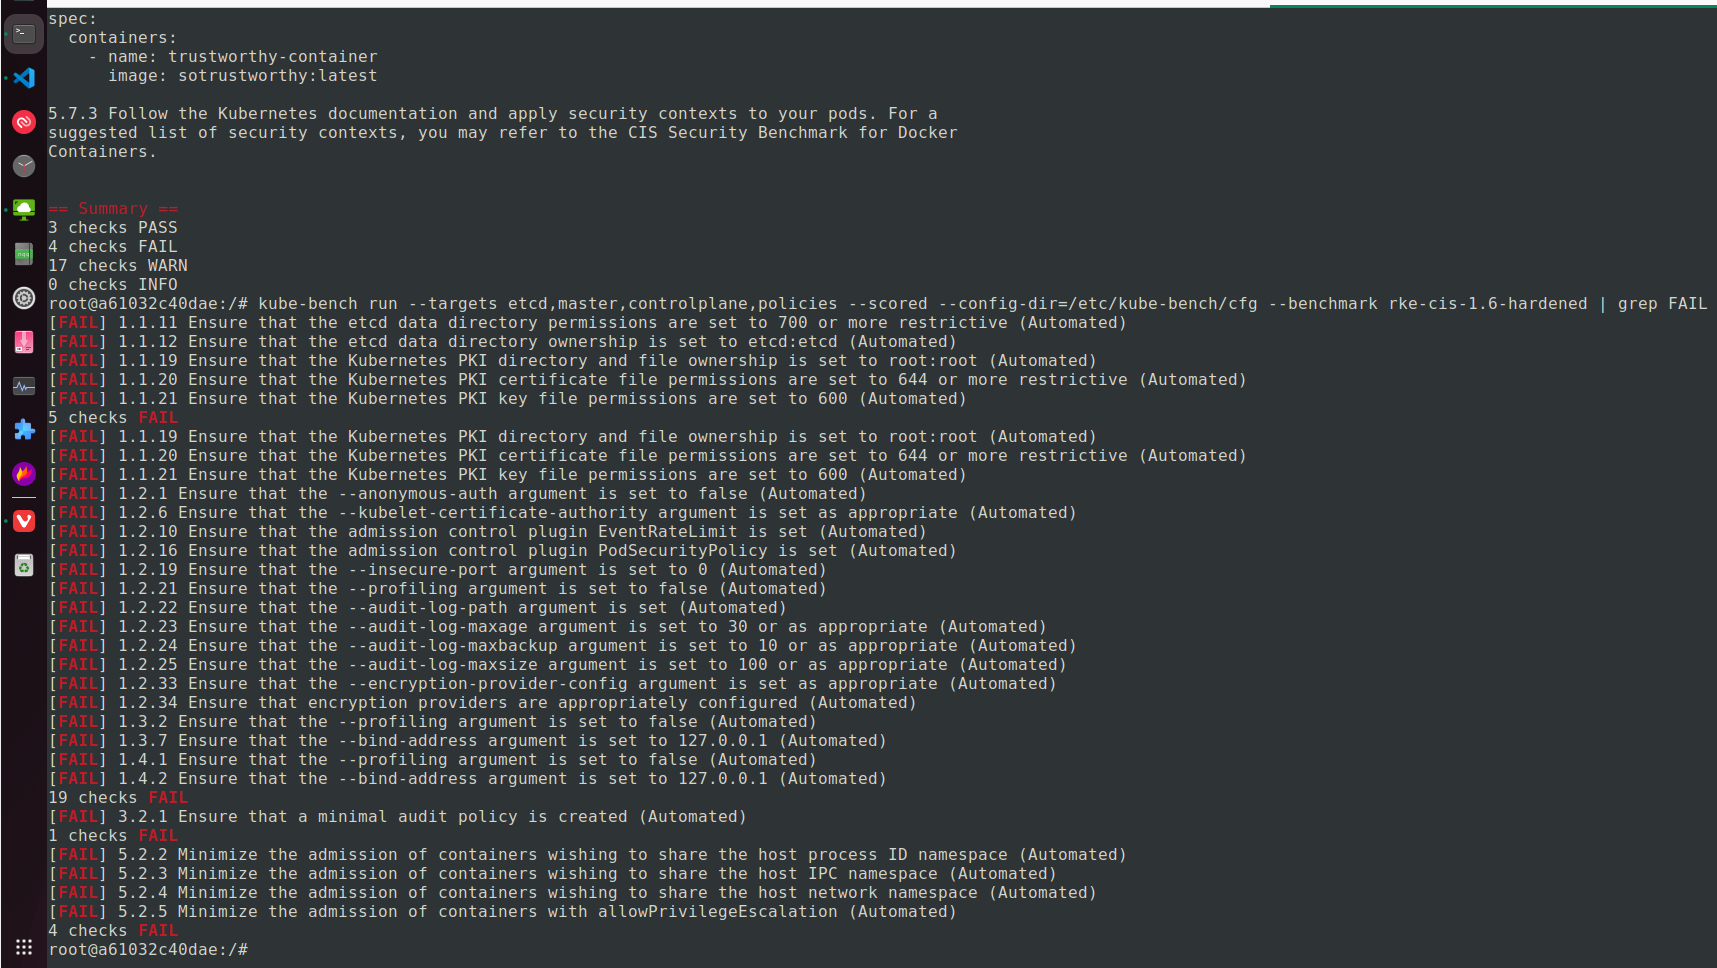 spec:
  containers:
    - name: trustworthy-container
      image: sotrustworthy:latest

5.7.3 Follow the Kubernetes documentation and apply security contexts to your pods. For a
suggested list of security contexts, you may refer to the CIS Security Benchmark for Docker
Containers.

== Summary ==
3 checks PASS
4 checks FAIL
17 checks WARN
0 checks INFO
root@a61032c40dae:/# kube-bench run --targets etcd,master,controlplane,policies --scored --config-dir=/etc/kube-bench/cfg --benchmark rke-cis-1.6-hardened | grep FAIL
[FAIL] 1.1.11 Ensure that the etcd data directory permissions are set to 700 or more restrictive (Automated)
[FAIL] 1.1.12 Ensure that the etcd data directory ownership is set to etcd:etcd (Automated)
[FAIL] 1.1.19 Ensure that the Kubernetes PKI directory and file ownership is set to root:root (Automated)
[FAIL] 1.1.20 Ensure that the Kubernetes PKI certificate file permissions are set to 644 or more restrictive (Automated)
[FAIL] 1.1.21 Ensure that the Kubernetes PKI key file permissions are set to 600 (Automated)
5 checks FAIL
[FAIL] 1.1.19 Ensure that the Kubernetes PKI directory and file ownership is set to root:root (Automated)
[FAIL] 1.1.20 Ensure that the Kubernetes PKI certificate file permissions are set to 644 or more restrictive (Automated)
[FAIL] 1.1.21 Ensure that the Kubernetes PKI key file permissions are set to 600 (Automated)
[FAIL] 1.2.1 Ensure that the --anonymous-auth argument is set to false (Automated)
[FAIL] 1.2.6 Ensure that the --kubelet-certificate-authority argument is set as appropriate (Automated)
[FAIL] 1.2.10 Ensure that the admission control plugin EventRateLimit is set (Automated)
[FAIL] 1.2.16 Ensure that the admission control plugin PodSecurityPolicy is set (Automated)
[FAIL] 1.2.19 Ensure that the --insecure-port argument is set to 0 (Automated)
[FAIL] 1.2.21 Ensure that the --profiling argument is set to false (Automated)
[FAIL] 1.2.22 Ensure that the --audit-log-path argument is set (Automated)
[FAIL] 1.2.23 Ensure that the --audit-log-maxage argument is set to 30 or as appropriate (Automated)
[FAIL] 1.2.24 Ensure that the --audit-log-maxbackup argument is set to 10 or as appropriate (Automated)
[FAIL] 1.2.25 Ensure that the --audit-log-maxsize argument is set to 100 or as appropriate (Automated)
[FAIL] 1.2.33 Ensure that the --encryption-provider-config argument is set as appropriate (Automated)
[FAIL] 1.2.34 Ensure that encryption providers are appropriately configured (Automated)
[FAIL] 1.3.2 Ensure that the --profiling argument is set to false (Automated)
[FAIL] 1.3.7 Ensure that the --bind-address argument is set to 127.0.0.1 (Automated)
[FAIL] 1.4.1 Ensure that the --profiling argument is set to false (Automated)
[FAIL] 1.4.2 Ensure that the --bind-address argument is set to 127.0.0.1 (Automated)
19 checks FAIL
[FAIL] 3.2.1 Ensure that a minimal audit policy is created (Automated)
1 checks FAIL
[FAIL] 5.2.2 Minimize the admission of containers wishing to share the host process ID namespace (Automated)
[FAIL] 5.2.3 Minimize the admission of containers wishing to share the host IPC namespace (Automated)
[FAIL] 5.2.4 Minimize the admission of containers wishing to share the host network namespace (Automated)
[FAIL] 5.2.5 Minimize the admission of containers with allowPrivilegeEscalation (Automated)
4 checks FAIL
root@a61032c40dae:/#